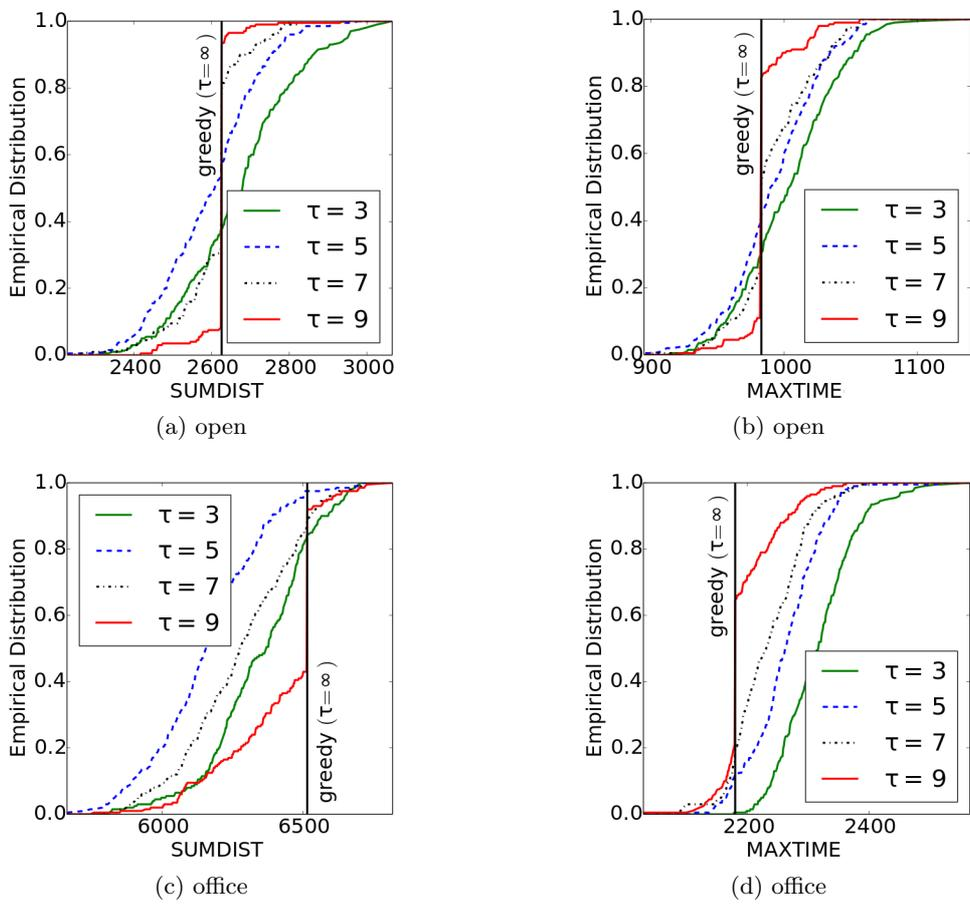 1.0
0.8
0.6
0.4
0.2
0.0
Empirical Distribution
greedy (τ=∞)
τ = 3
τ = 5
τ = 7
τ = 9
2400 2600 2800 3000
SUMDIST
(a) open
1.0
0.8
0.6
0.4
0.2
0.0
Empirical Distribution
greedy (τ=∞)
τ = 3
τ = 5
τ = 7
τ = 9
900 1000 1100
MAXTIME
(b) open
1.0
0.8
0.6
0.4
0.2
0.0
Empirical Distribution
τ = 3
τ = 5
τ = 7
τ = 9
greedy (τ=∞)
6000 6500
SUMDIST
(c) office
1.0
0.8
0.6
0.4
0.2
0.0
Empirical Distribution
greedy (τ=∞)
τ = 3
τ = 5
τ = 7
τ = 9
2200 2400
MAXTIME
(d) office